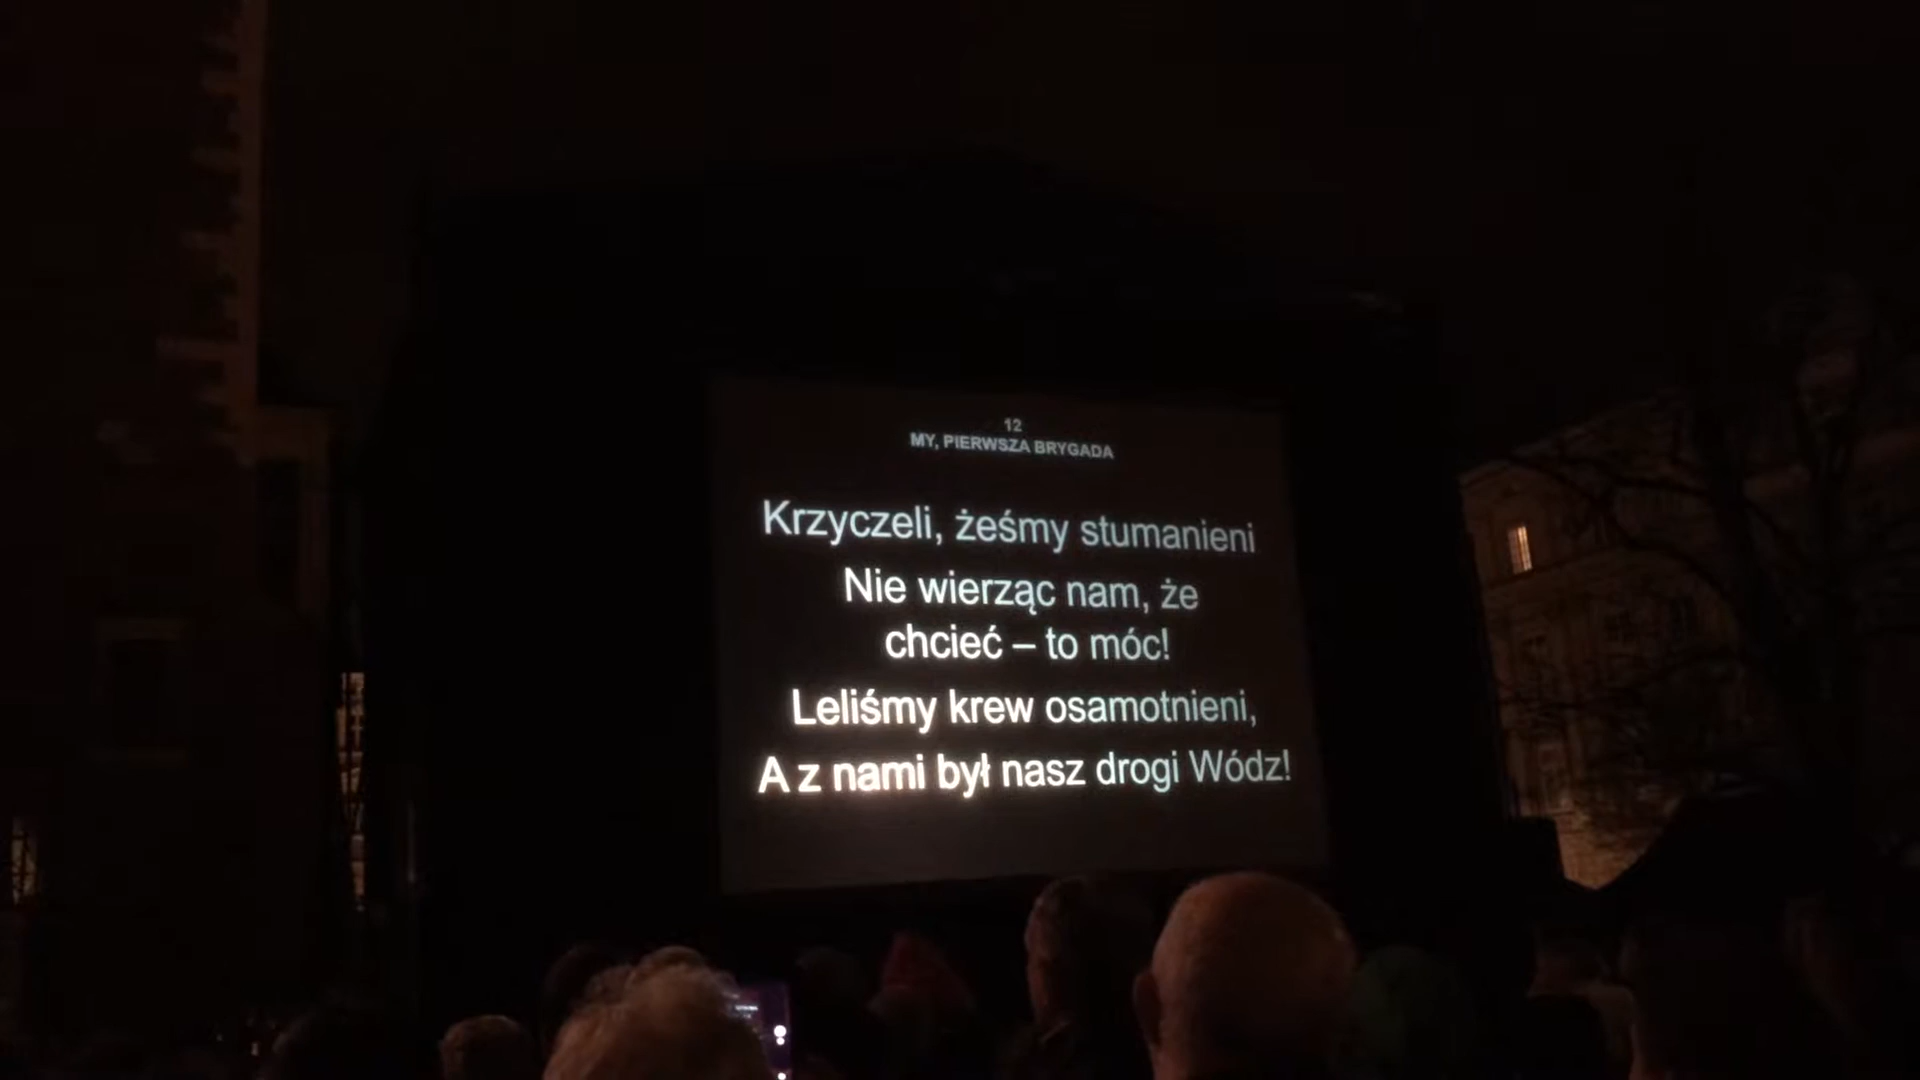 12
MY, PIERWSZA BRYGADA
Krzyczeli, żeśmy stumanieni
Nie wierząc nam, że
chcieć – to móc!
Leliśmy krew osamotnieni,
A z nami był nasz drogi Wódz!